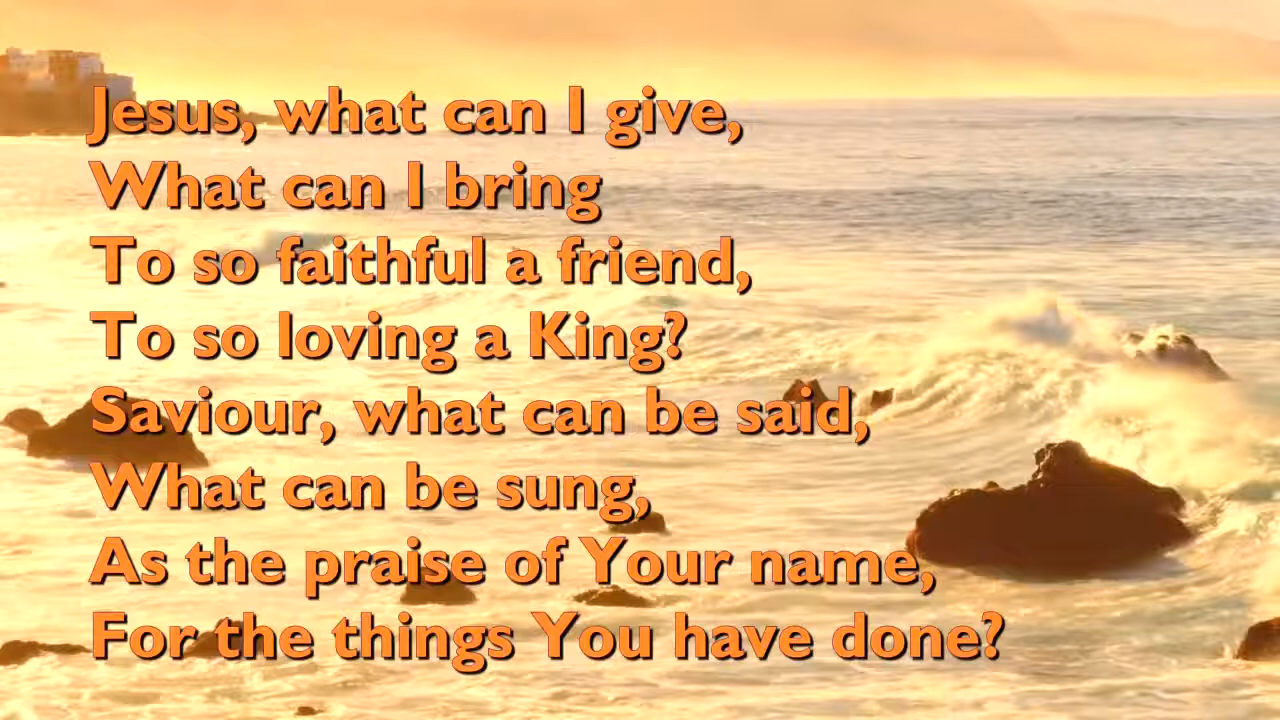 Jesus, what can I give,
What can I bring
To so faithful a friend,
To so loving a King?
Saviour, what can be said,
What can be sung,
As the praise of Your name,
For the things You have done?